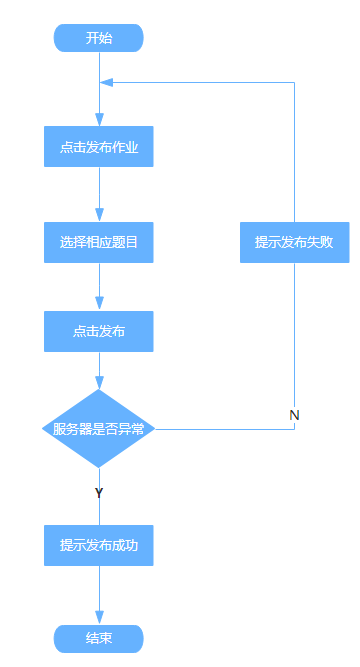 开始
点击发布作业
选择相应题目
提示发布失败
点击发布
服务器是否异常
N
Y
提示发布成功
结束